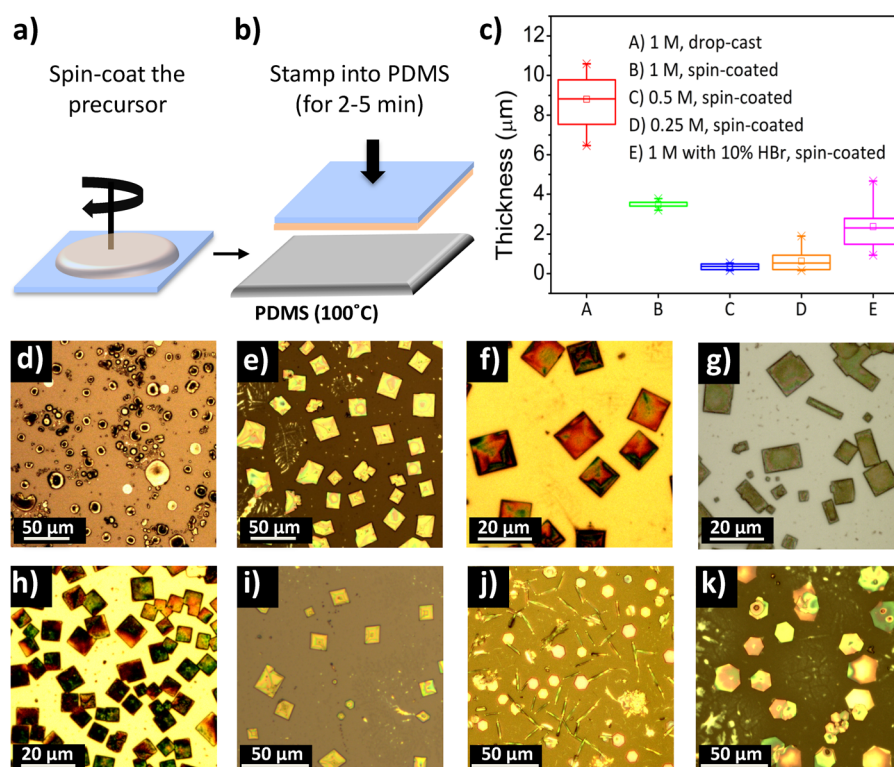 a)
Spin-coat the
precursor
b)
Stamp into PDMS
(for 2-5 min)
PDMS (100°C)
c)
Thickness (μm)
12
10
8
6
4
2
0
A) 1 M, drop-cast
B) 1 M, spin-coated
C) 0.5 M, spin-coated
D) 0.25 M, spin-coated
E) 1 M with 10% HBr, spin-coated
A B C D E
d)
50 μm
e)
50 μm
f)
20 μm
g)
20 μm
h)
20 μm
i)
50 μm
j)
50 μm
k)
50 μm